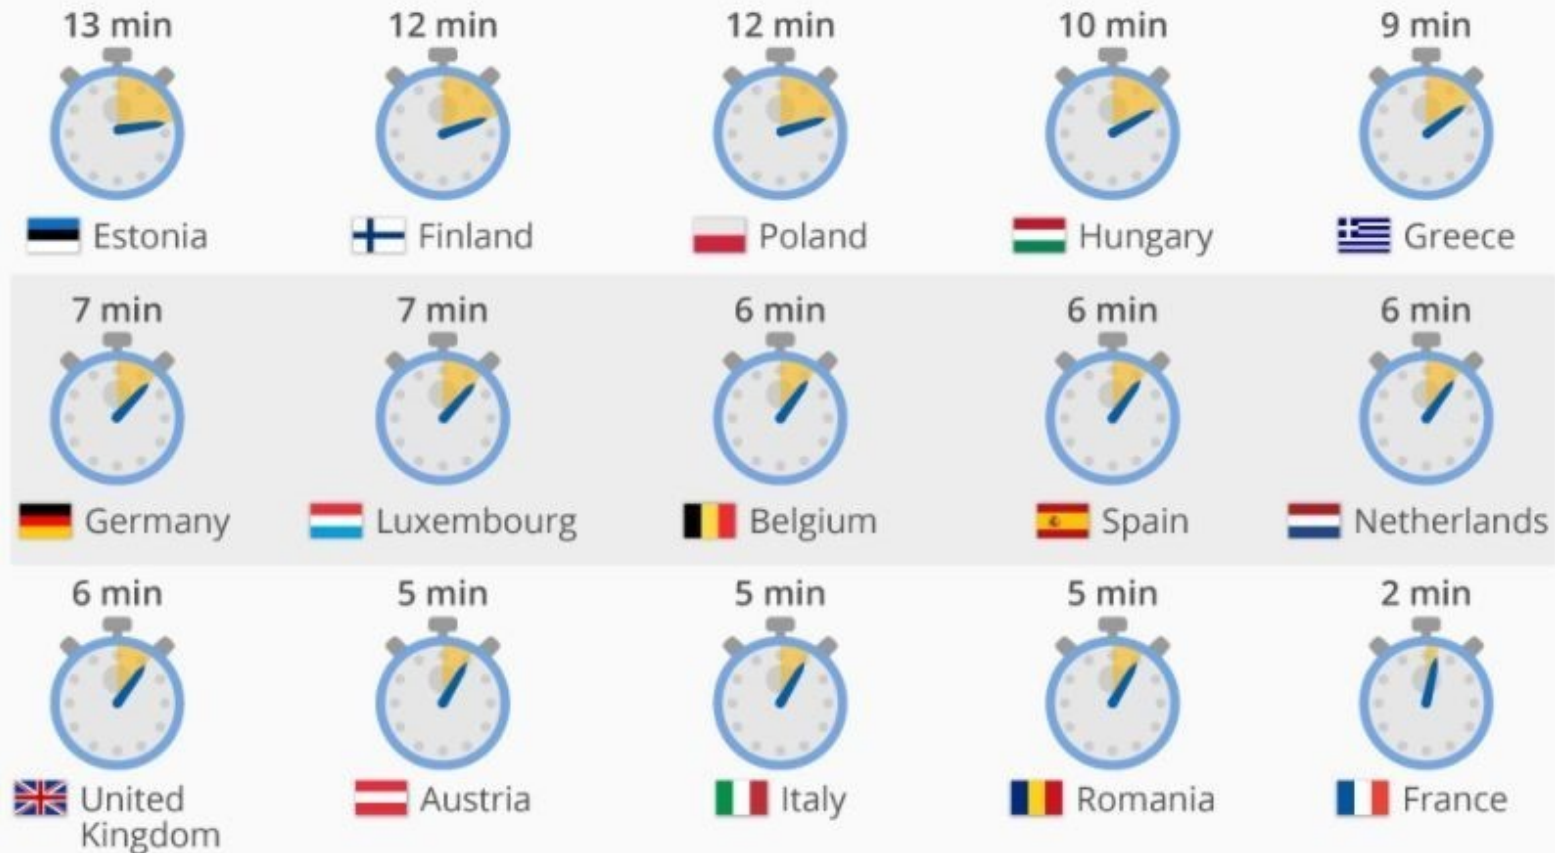 13 min
12 min
12 min
10 min
9 min
Estonia
Finland
Poland
Hungary
Greece
7 min
7 min
6 min
6 min
6 min
Germany
Luxembourg
Belgium
Spain
Netherlands
6 min
5 min
5 min
5 min
2 min
United
Kingdom
Austria
Italy
Romania
France